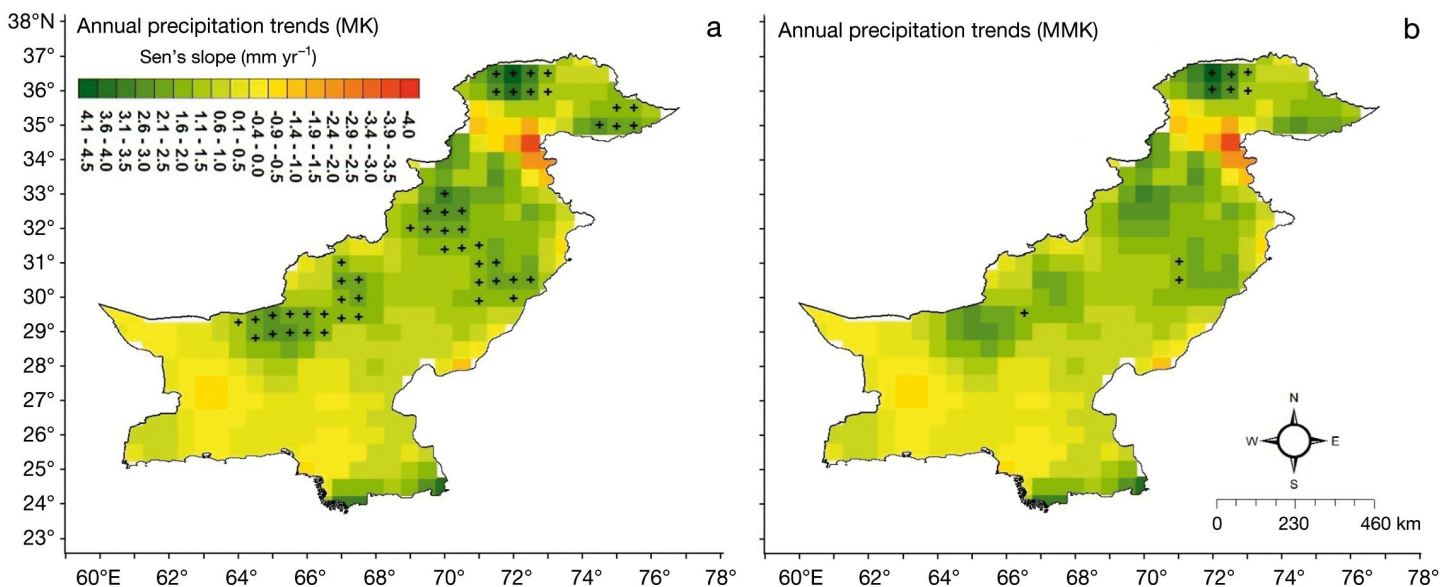 Annual precipitation trends (MK)
a
Sen's slope (mm yr⁻¹)
4.1 - 4.5
3.6 - 4.0
3.1 - 3.5
2.6 - 3.0
2.1 - 2.5
1.6 - 2.0
1.1 - 1.5
0.6 - 1.0
0.1 - 0.5
-0.4 - 0.0
-0.9 - -0.5
-1.4 - -1.0
-1.9 - -1.5
-2.4 - -2.0
-2.9 - -2.5
-3.4 - -3.0
-3.9 - -3.5
-4.0
38°N
37°
36°
35°
34°
33°
32°
31°
30°
29°
28°
27°
26°
25°
24°
23°
60°E 62° 64° 66° 68° 70° 72° 74° 76° 78°
Annual precipitation trends (MMK)
b
N
W E
S
0 230 460 km
60°E 62° 64° 66° 68° 70° 72° 74° 76° 78°